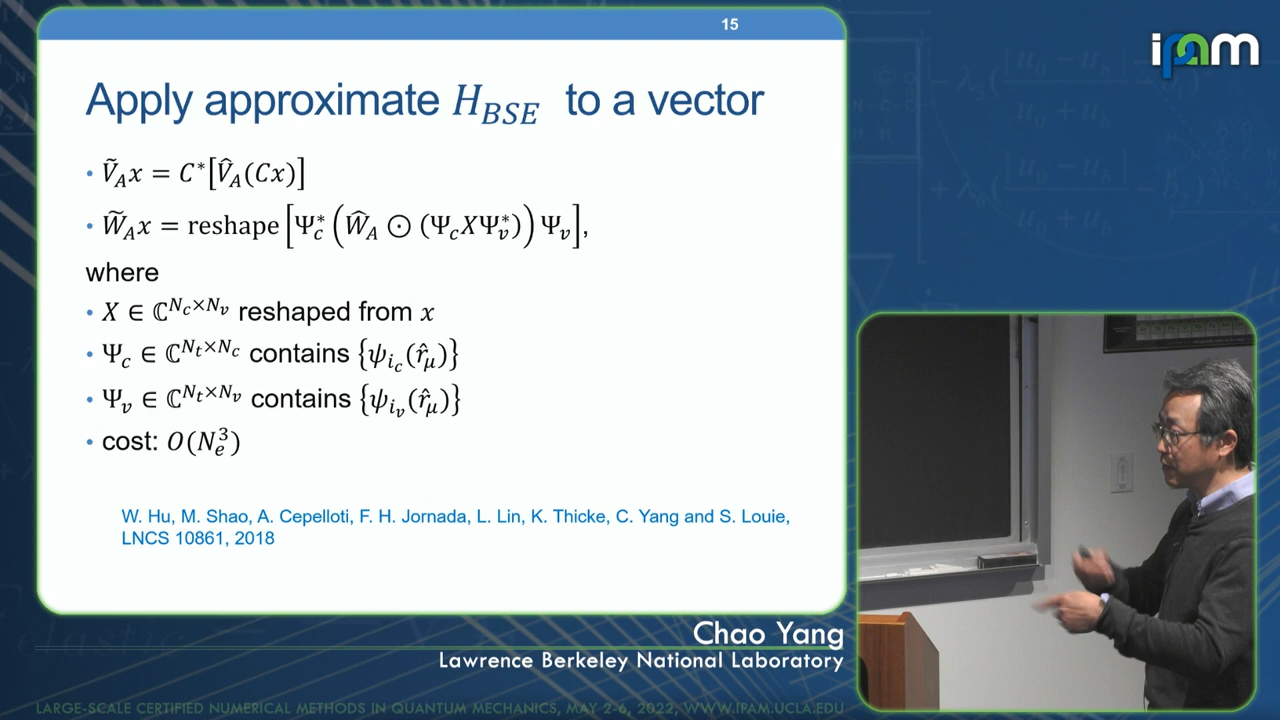 15
ipam
Apply approximate H_BSE to a vector
• Ṽ_A x = C*[V̂_A(Cx)]
• W̃_A x = reshape[Ψ_c^*(Ŵ_A ⊙ (Ψ_c XΨ_v^*))Ψ_v],
where
• X ∈ ℂ^{N_c×N_v} reshaped from x
• Ψ_c ∈ ℂ^{N_t×N_c} contains {ψ_{i_c}(r̂_μ)}
• Ψ_v ∈ ℂ^{N_t×N_v} contains {ψ_{i_v}(r̂_μ)}
• cost: O(N_e^3)
W. Hu, M. Shao, A. Cepelloti, F. H. Jornada, L. Lin, K. Thicke, C. Yang and S. Louie,
LNCS 10861, 2018
Chao Yang
Lawrence Berkeley National Laboratory
LARGE-SCALE CERTIFIED NUMERICAL METHODS IN QUANTUM MECHANICS, MAY 2-6, 2022, WWW.IPAM.UCLA.EDU